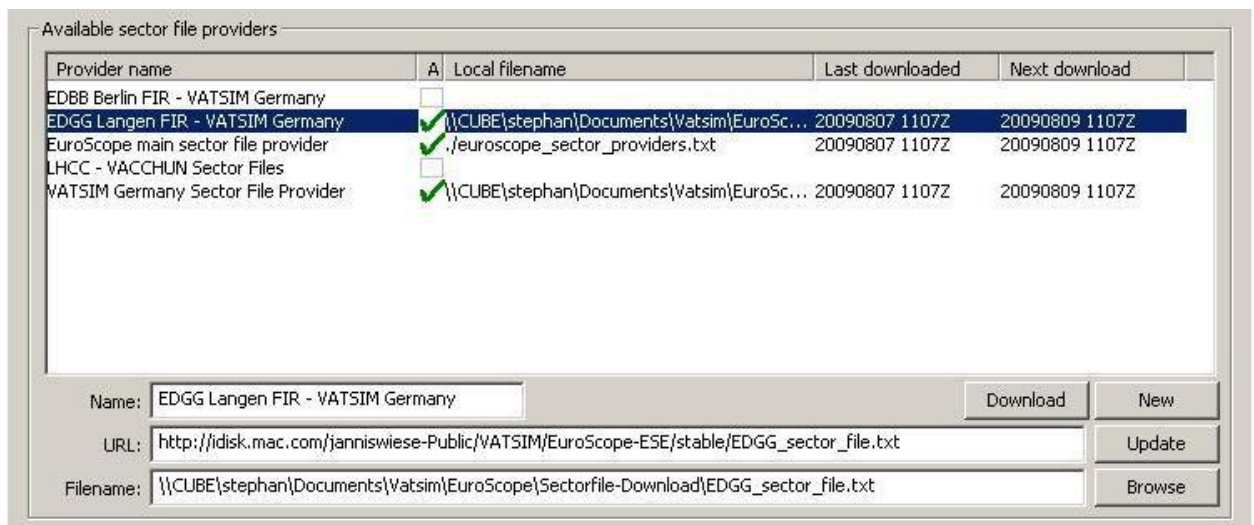 Available sector file providers
Provider name A Local filename Last downloaded Next download
EDBB Berlin FIR - VATSIM Germany
EDGG Langen FIR - VATSIM Germany \\CUBE\stephan\Documents\Vatsim\EuroSc... 20090807 1107Z 20090809 1107Z
EuroScope main sector file provider ./euroscope_sector_providers.txt 20090807 1107Z 20090809 1107Z
LHCC - VACCHUN Sector Files
VATSIM Germany Sector File Provider \\CUBE\stephan\Documents\Vatsim\EuroSc... 20090807 1107Z 20090809 1107Z
Name: EDGG Langen FIR - VATSIM Germany Download New
URL: http://idisk.mac.com/janniswiese-Public/VATSIM/EuroScope-ESE/stable/EDGG_sector_file.txt Update
Filename: \\CUBE\stephan\Documents\Vatsim\EuroScope\Sectorfile-Download\EDGG_sector_file.txt Browse